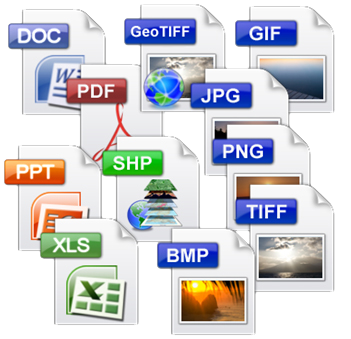 DOC
GeoTIFF
GIF
PDF
JPG
PNG
SHP
PPT
TIFF
XLS
BMP